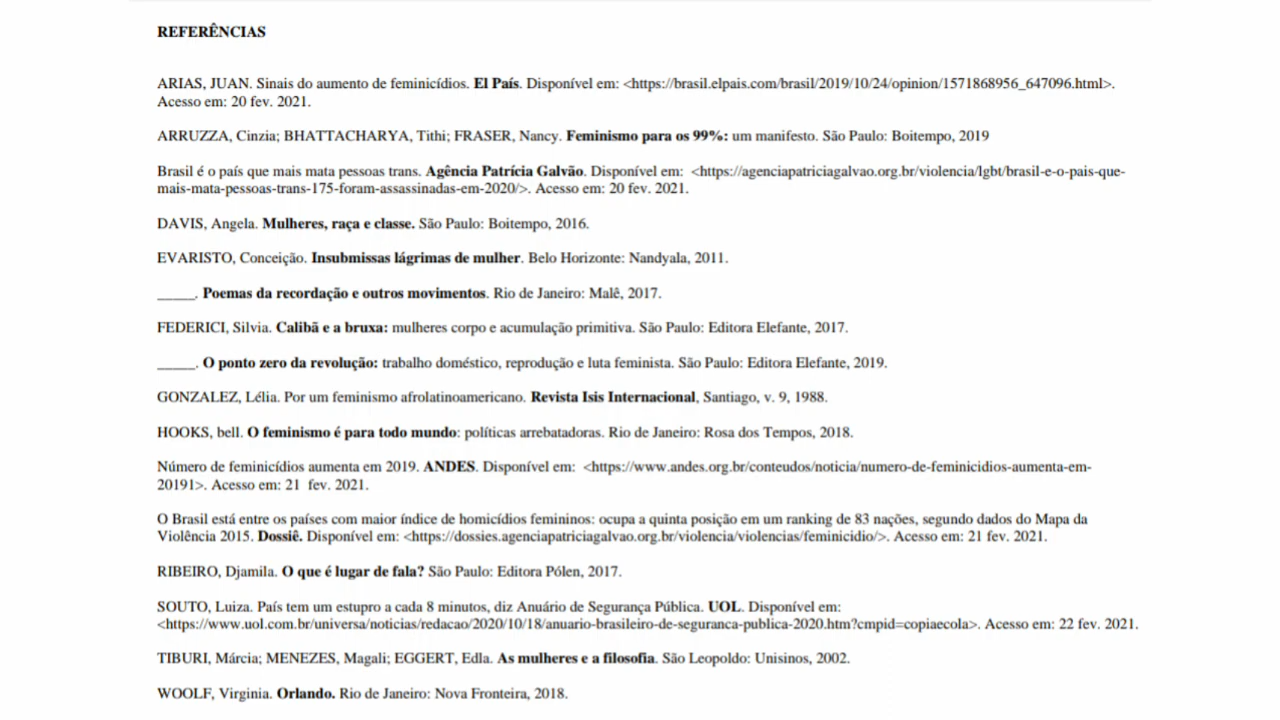 REFERÊNCIAS
ARIAS, JUAN. Sinais do aumento de feminicídios. El País. Disponível em: <https://brasil.elpais.com/brasil/2019/10/24/opinion/1571868956_647096.html>.
Acesso em: 20 fev. 2021.
ARRUZZA, Cinzia; BHATTACHARYA, Tithi; FRASER, Nancy. Feminismo para os 99%: um manifesto. São Paulo: Boitempo, 2019
Brasil é o país que mais mata pessoas trans. Agência Patrícia Galvão. Disponível em: <https://agenciapatriciagalvao.org.br/violencia/lgbt/brasil-e-o-pais-que-
mais-mata-pessoas-trans-175-foram-assassinadas-em-2020/>. Acesso em: 20 fev. 2021.
DAVIS, Angela. Mulheres, raça e classe. São Paulo: Boitempo, 2016.
EVARISTO, Conceição. Insubmissas lágrimas de mulher. Belo Horizonte: Nandyala, 2011.
_____. Poemas da recordação e outros movimentos. Rio de Janeiro: Malê, 2017.
FEDERICI, Silvia. Calibã e a bruxa: mulheres corpo e acumulação primitiva. São Paulo: Editora Elefante, 2017.
_____. O ponto zero da revolução: trabalho doméstico, reprodução e luta feminista. São Paulo: Editora Elefante, 2019.
GONZALEZ, Lélia. Por um feminismo afrolatinoamericano. Revista Isis Internacional, Santiago, v. 9, 1988.
HOOKS, bell. O feminismo é para todo mundo: políticas arrebatadoras. Rio de Janeiro: Rosa dos Tempos, 2018.
Número de feminicídios aumenta em 2019. ANDES. Disponível em: <https://www.andes.org.br/conteudos/noticia/numero-de-feminicidios-aumenta-em-
20191>. Acesso em: 21 fev. 2021.
O Brasil está entre os países com maior índice de homicídios femininos: ocupa a quinta posição em um ranking de 83 nações, segundo dados do Mapa da
Violência 2015. Dossiê. Disponível em: <https://dossies.agenciapatriciagalvao.org.br/violencia/violencias/feminicidio/>. Acesso em: 21 fev. 2021.
RIBEIRO, Djamila. O que é lugar de fala? São Paulo: Editora Pólen, 2017.
SOUTO, Luiza. País tem um estupro a cada 8 minutos, diz Anuário de Segurança Pública. UOL. Disponível em:
<https://www.uol.com.br/universa/noticias/redacao/2020/10/18/anuario-brasileiro-de-seguranca-publica-2020.htm?cmpid=copiaecola>. Acesso em: 22 fev. 2021.
TIBURI, Márcia; MENEZES, Magali; EGGERT, Edla. As mulheres e a filosofia. São Leopoldo: Unisinos, 2002.
WOOLF, Virginia. Orlando. Rio de Janeiro: Nova Fronteira, 2018.